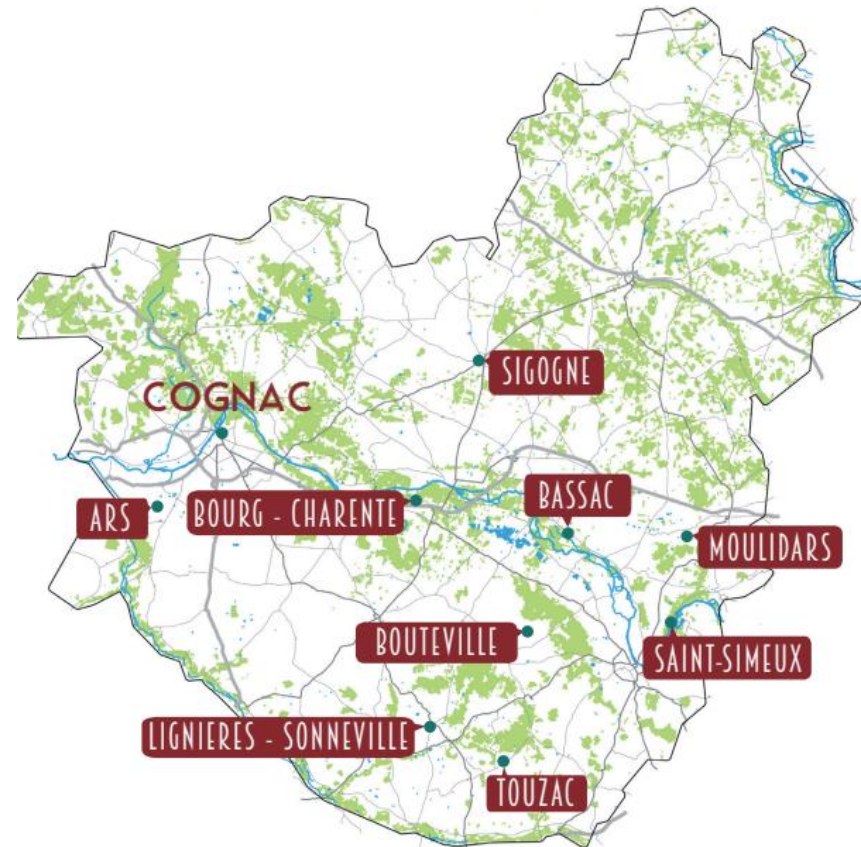 SIGOGNE
COGNAC
BASSAC
ARS
BOURG - CHARENTE
MOULIDARS
BOUTEVILLE
SAINT-SIMEUX
LIGNIERES - SONNEVILLE
TOUZAC